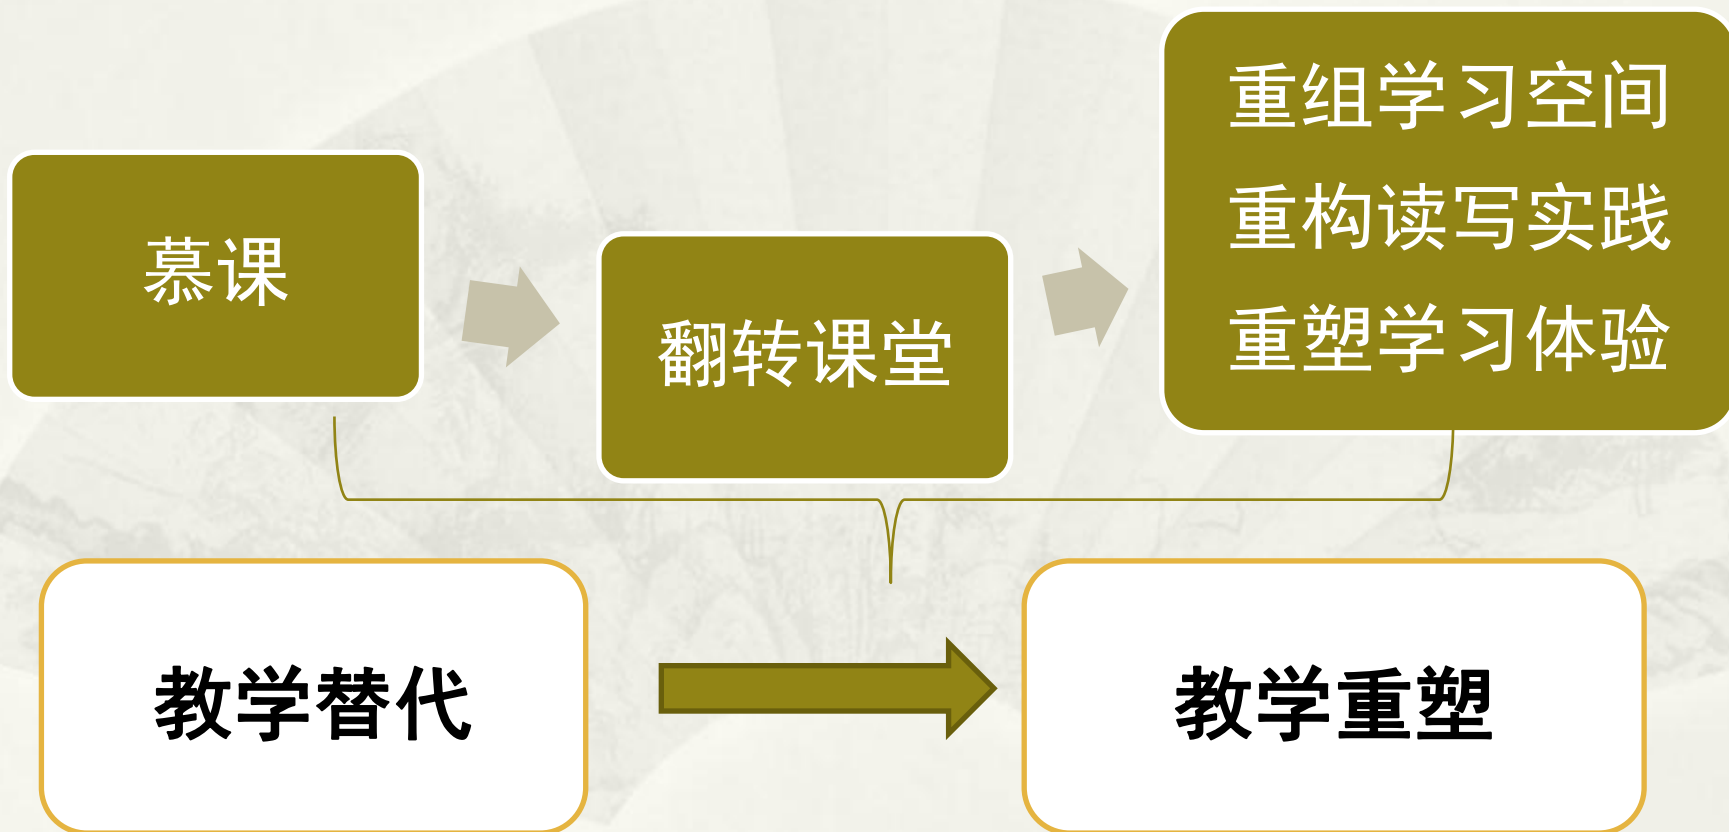 慕课
翻转课堂
重组学习空间
重构读写实践
重塑学习体验
教学替代
教学重塑